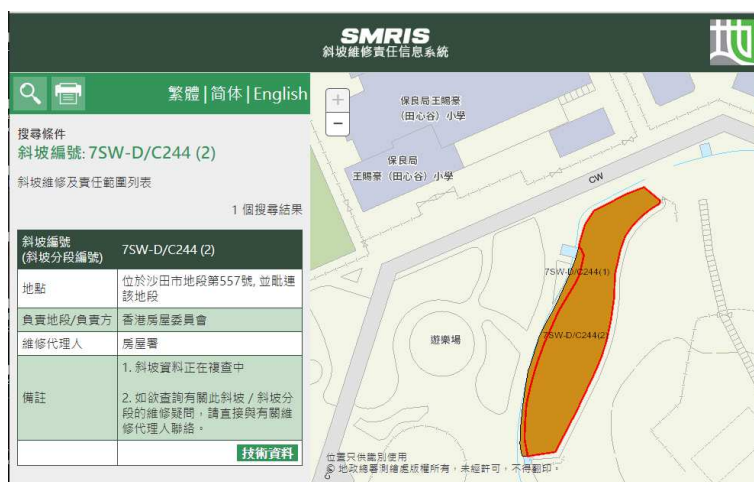 SMRIS
斜坡維修責任信息系統
繁體|简体|English
搜尋條件
斜坡編號: 7SW-D/C244 (2)
斜坡維修及責任範圍列表
1 個搜尋結果
斜坡編號
(斜坡分段編號)
7SW-D/C244 (2)
地點
位於沙田市地段第557號, 並毗連
該地段
負責地段/負責方
香港房屋委員會
維修代理人
房屋署
備註
1. 斜坡資料正在複查中
2. 如欲查詢有關此斜坡 / 斜坡分
段的維修疑問，請直接與有關維
修代理人聯絡。
技術資料
+
−
保良局王賜豪
（田心谷）小學
保良局
王賜豪（田心谷）小學
CW
7SW-D/C244(1)
7SW-D/C244(2)
遊樂場
位置只供識別使用
© 地政總署測繪處版權所有，未經許可，不得翻印。